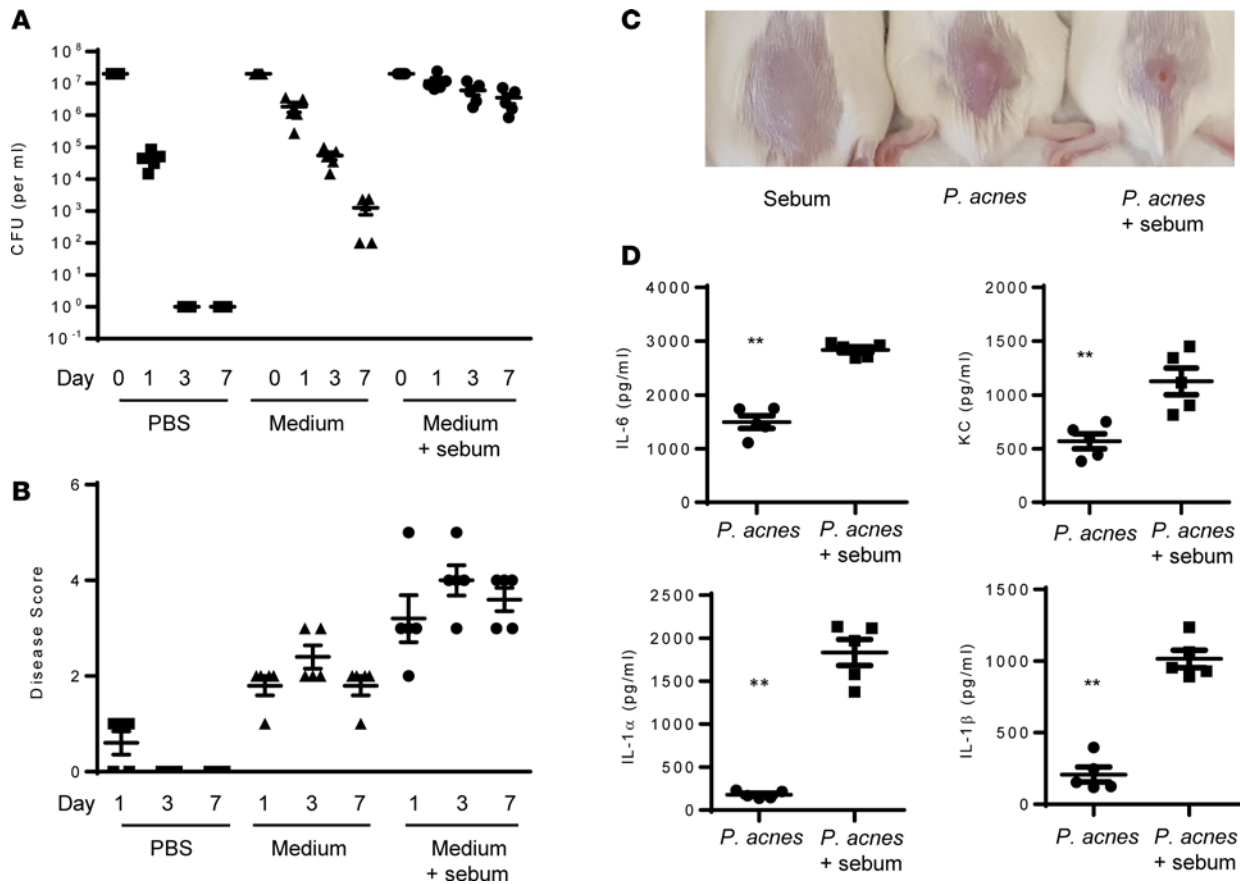 A
CFU (per ml)
10^8
10^7
10^6
10^5
10^4
10^3
10^2
10^1
10^0
10^-1
Day 0 1 3 7 0 1 3 7 0 1 3 7
PBS Medium Medium
+ sebum
B
Disease Score
6
4
2
0
Day 1 3 7 1 3 7 1 3 7
PBS Medium Medium
+ sebum
C
Sebum P. acnes P. acnes
+ sebum
D
IL-6 (pg/ml)
4000
3000
2000
1000
0
**
P. acnes P. acnes
+ sebum
KC (pg/ml)
2000
1500
1000
500
0
**
P. acnes P. acnes
+ sebum
IL-1α (pg/ml)
2500
2000
1500
1000
500
0
**
P. acnes P. acnes
+ sebum
IL-1β (pg/ml)
1500
1000
500
0
**
P. acnes P. acnes
+ sebum